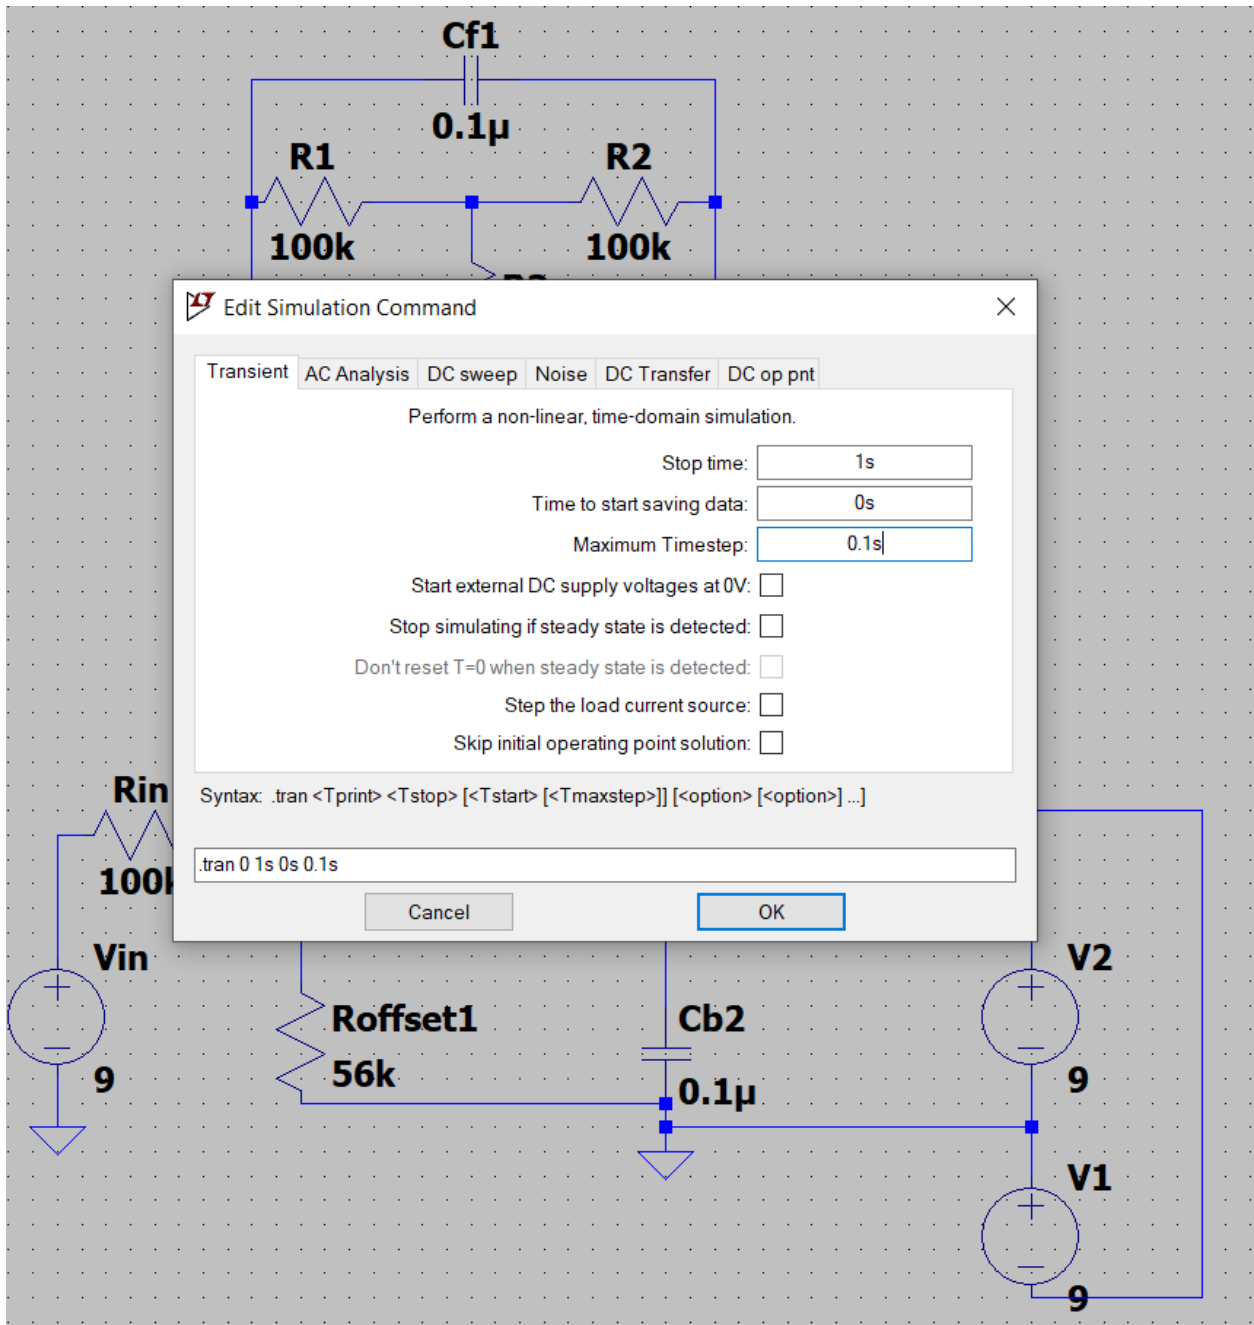 Cf1
0.1µ
R1 R2
100k 100k
Edit Simulation Command
Transient AC Analysis DC sweep Noise DC Transfer DC op pnt
Perform a non-linear, time-domain simulation.
Stop time: 1s
Time to start saving data: 0s
Maximum Timestep: 0.1s
Start external DC supply voltages at 0V:
Stop simulating if steady state is detected:
Don't reset T=0 when steady state is detected:
Step the load current source:
Skip initial operating point solution:
Rin
Syntax: .tran <Tprint> <Tstop> [<Tstart> [<Tmaxstep>]] [<option> [<option>] ...]
.tran 0 1s 0s 0.1s
100k
Cancel OK
Vin V2
Roffset1 Cb2
56k
9 0.1µ 9
V1
9